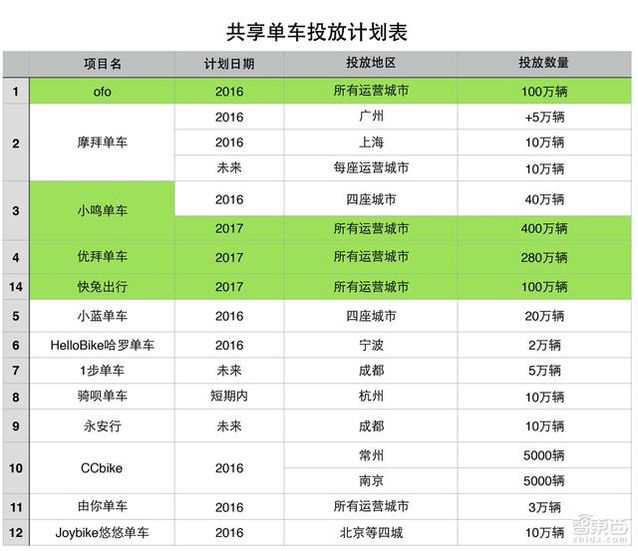 共享单车投放计划表
项目名 计划日期 投放地区 投放数量
1 ofo 2016 所有运营城市 100万辆
2 摩拜单车 2016 广州 +5万辆
2016 上海 10万辆
未来 每座运营城市 10万辆
3 小鸣单车 2016 四座城市 40万辆
2017 所有运营城市 400万辆
4 优拜单车 2017 所有运营城市 280万辆
14 快兔出行 2017 所有运营城市 100万辆
5 小蓝单车 2016 四座城市 20万辆
6 HelloBike哈罗单车 2016 宁波 2万辆
7 1步单车 未来 成都 5万辆
8 骑呗单车 短期内 杭州 10万辆
9 永安行 未来 成都 10万辆
10 CCbike 2016 常州 5000辆
南京 5000辆
11 由你单车 2016 所有运营城市 3万辆
12 Joybike悠悠单车 2016 北京等四城 10万辆
智东西
zhidx.com